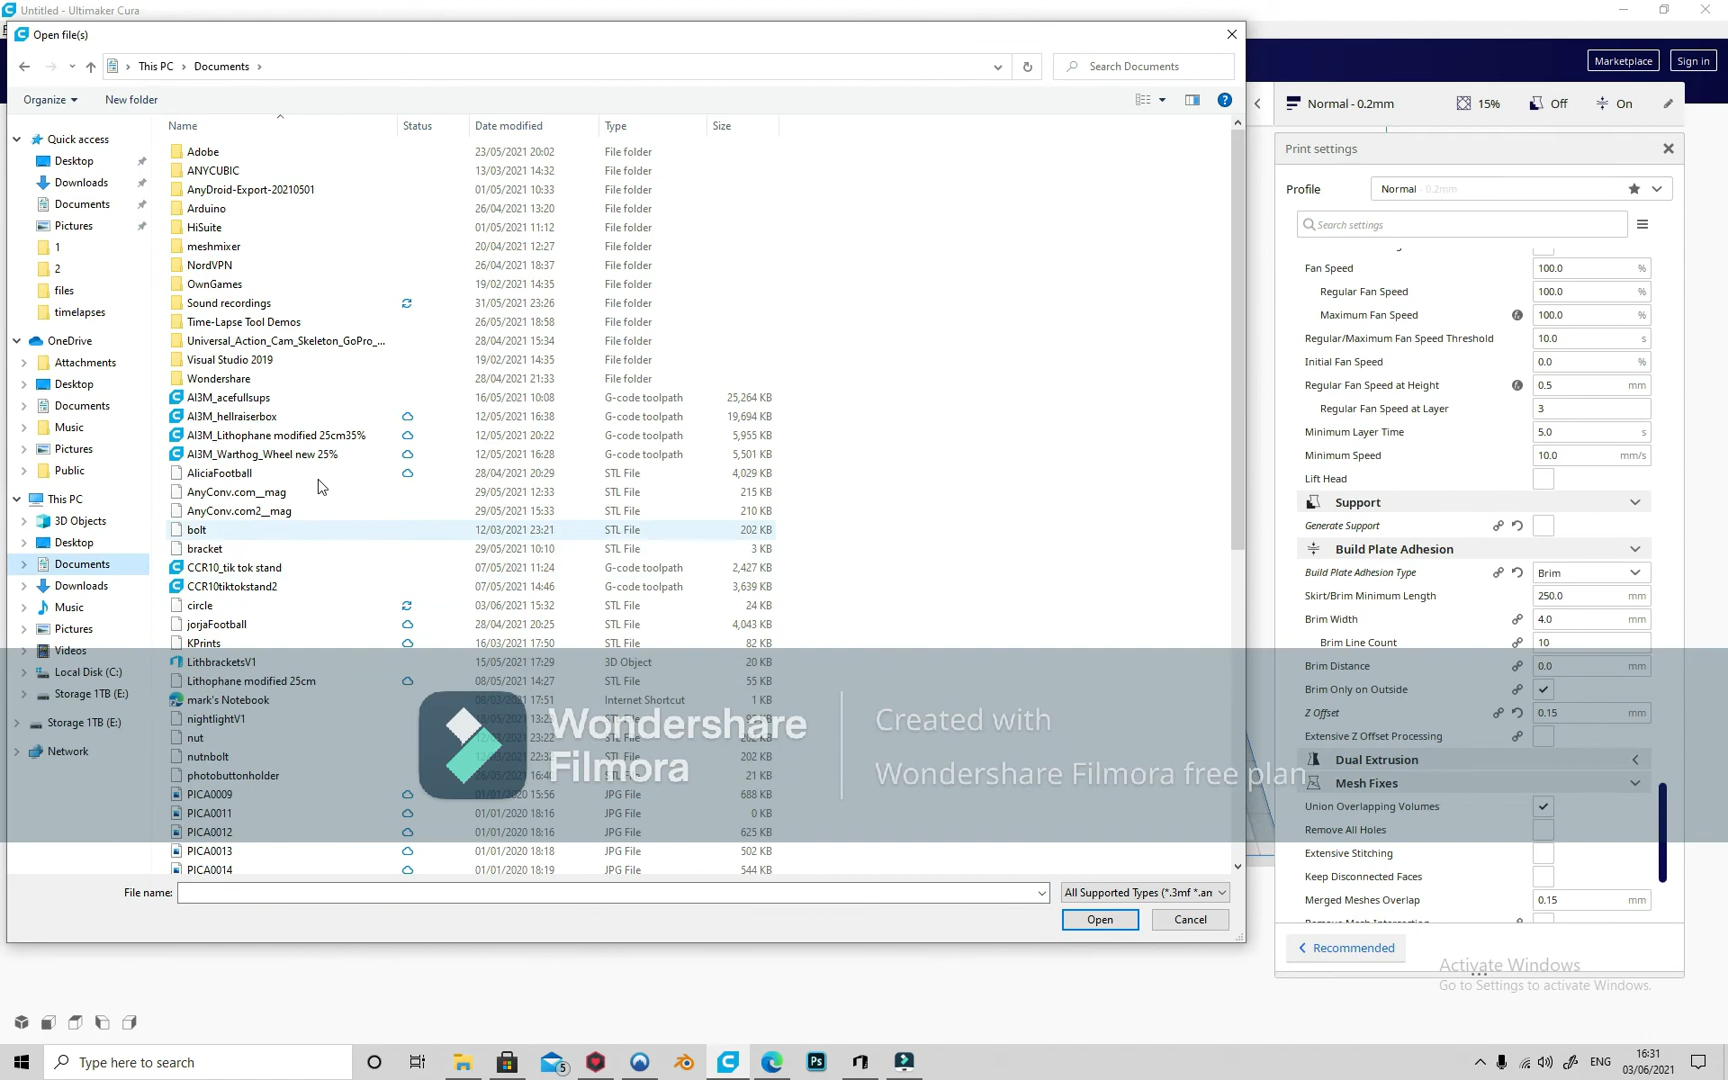 Untitled - Ultimaker Cura
Open file(s)
This PC > Documents >
Search Documents
Marketplace
Sign in
Organize
New folder
Normal - 0.2mm
15%
Off
On
Name
Status
Date modified
Type
Size
Print settings
Profile
Normal - 0.2mm
Search settings
Quick access
Desktop
Downloads
Documents
Pictures
1
2
files
timelapses
OneDrive
Attachments
Desktop
Documents
Music
Pictures
Public
This PC
3D Objects
Desktop
Documents
Downloads
Music
Pictures
Videos
Local Disk (C:)
Storage 1TB (E:)
Storage 1TB (E:)
Network
Adobe 23/05/2021 20:02 File folder
ANYCUBIC 13/03/2021 14:32 File folder
AnyDroid-Export-20210501 01/05/2021 10:33 File folder
Arduino 26/04/2021 13:20 File folder
HiSuite 01/05/2021 11:12 File folder
meshmixer 20/04/2021 12:27 File folder
NordVPN 26/04/2021 18:37 File folder
OwnGames 19/02/2021 14:35 File folder
Sound recordings 31/05/2021 23:26 File folder
Time-Lapse Tool Demos 26/05/2021 18:58 File folder
Universal_Action_Cam_Skeleton_GoPro_... 28/04/2021 15:34 File folder
Visual Studio 2019 19/02/2021 14:35 File folder
Wondershare 28/04/2021 21:33 File folder
AI3M_acefullsups 16/05/2021 10:08 G-code toolpath 25,264 KB
AI3M_hellraiserbox 12/05/2021 16:38 G-code toolpath 19,694 KB
AI3M_Lithophane modified 25cm35% 12/05/2021 20:22 G-code toolpath 5,955 KB
AI3M_Warthog_Wheel new 25% 12/05/2021 16:28 G-code toolpath 5,501 KB
AliciaFootball 28/04/2021 20:29 STL File 4,029 KB
AnyConv.com__mag 29/05/2021 12:33 STL File 215 KB
AnyConv.com2__mag 29/05/2021 15:33 STL File 210 KB
bolt 12/03/2021 23:21 STL File 202 KB
bracket 29/05/2021 10:10 STL File 3 KB
CCR10_tik tok stand 07/05/2021 11:24 G-code toolpath 2,427 KB
CCR10tiktokstand2 07/05/2021 14:46 G-code toolpath 3,639 KB
circle 03/06/2021 15:32 STL File 24 KB
jorjaFootball 28/04/2021 20:25 STL File 4,043 KB
KPrints 16/03/2021 17:50 STL File 82 KB
LithbracketsV1 15/05/2021 17:29 3D Object 20 KB
Lithophane modified 25cm 08/05/2021 14:27 STL File 55 KB
mark's Notebook 17:51 Internet Shortcut 1 KB
nightlightV1
nut
nutnbolt 202 KB
photobuttonholder 21 KB
PICA0009 01/01/2020 15:56 JPG File 688 KB
PICA0011 01/01/2020 18:16 JPG File 0 KB
PICA0012 01/01/2020 18:16 JPG File 625 KB
PICA0013 01/01/2020 18:18 JPG File 502 KB
PICA0014 01/01/2020 18:19 JPG File 544 KB
Wondershare
Filmora
Created with
Wondershare Filmora free plan
File name:
All Supported Types (*.3mf *.an
Open
Cancel
Fan Speed 100.0 %
Regular Fan Speed 100.0 %
Maximum Fan Speed 100.0 %
Regular/Maximum Fan Speed Threshold 10.0 s
Initial Fan Speed 0.0 %
Regular Fan Speed at Height 0.5 mm
Regular Fan Speed at Layer 3
Minimum Layer Time 5.0 s
Minimum Speed 10.0 mm/s
Lift Head
Support
Generate Support
Build Plate Adhesion
Build Plate Adhesion Type Brim
Skirt/Brim Minimum Length 250.0 mm
Brim Width 4.0 mm
Brim Line Count 10
Brim Distance 0.0 mm
Brim Only on Outside
Z Offset 0.15 mm
Extensive Z Offset Processing
Dual Extrusion
Mesh Fixes
Union Overlapping Volumes
Remove All Holes
Extensive Stitching
Keep Disconnected Faces
Merged Meshes Overlap 0.15 mm
Recommended
Activate Windows
Go to Settings to activate Windows.
Type here to search
5
Ps
ENG
16:31
03/06/2021